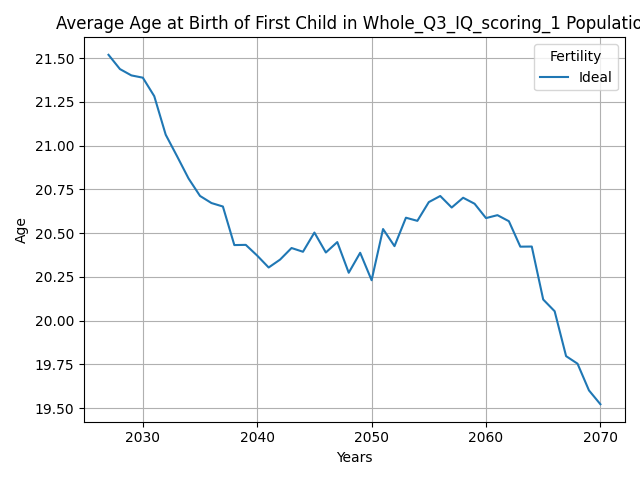 Average Age at Birth of First Child in Whole_Q3_IQ_scoring_1 Populatio
Fertility
Ideal
21.50
21.25
21.00
20.75
20.50
20.25
20.00
19.75
19.50
Age
2030 2040 2050 2060 2070
Years